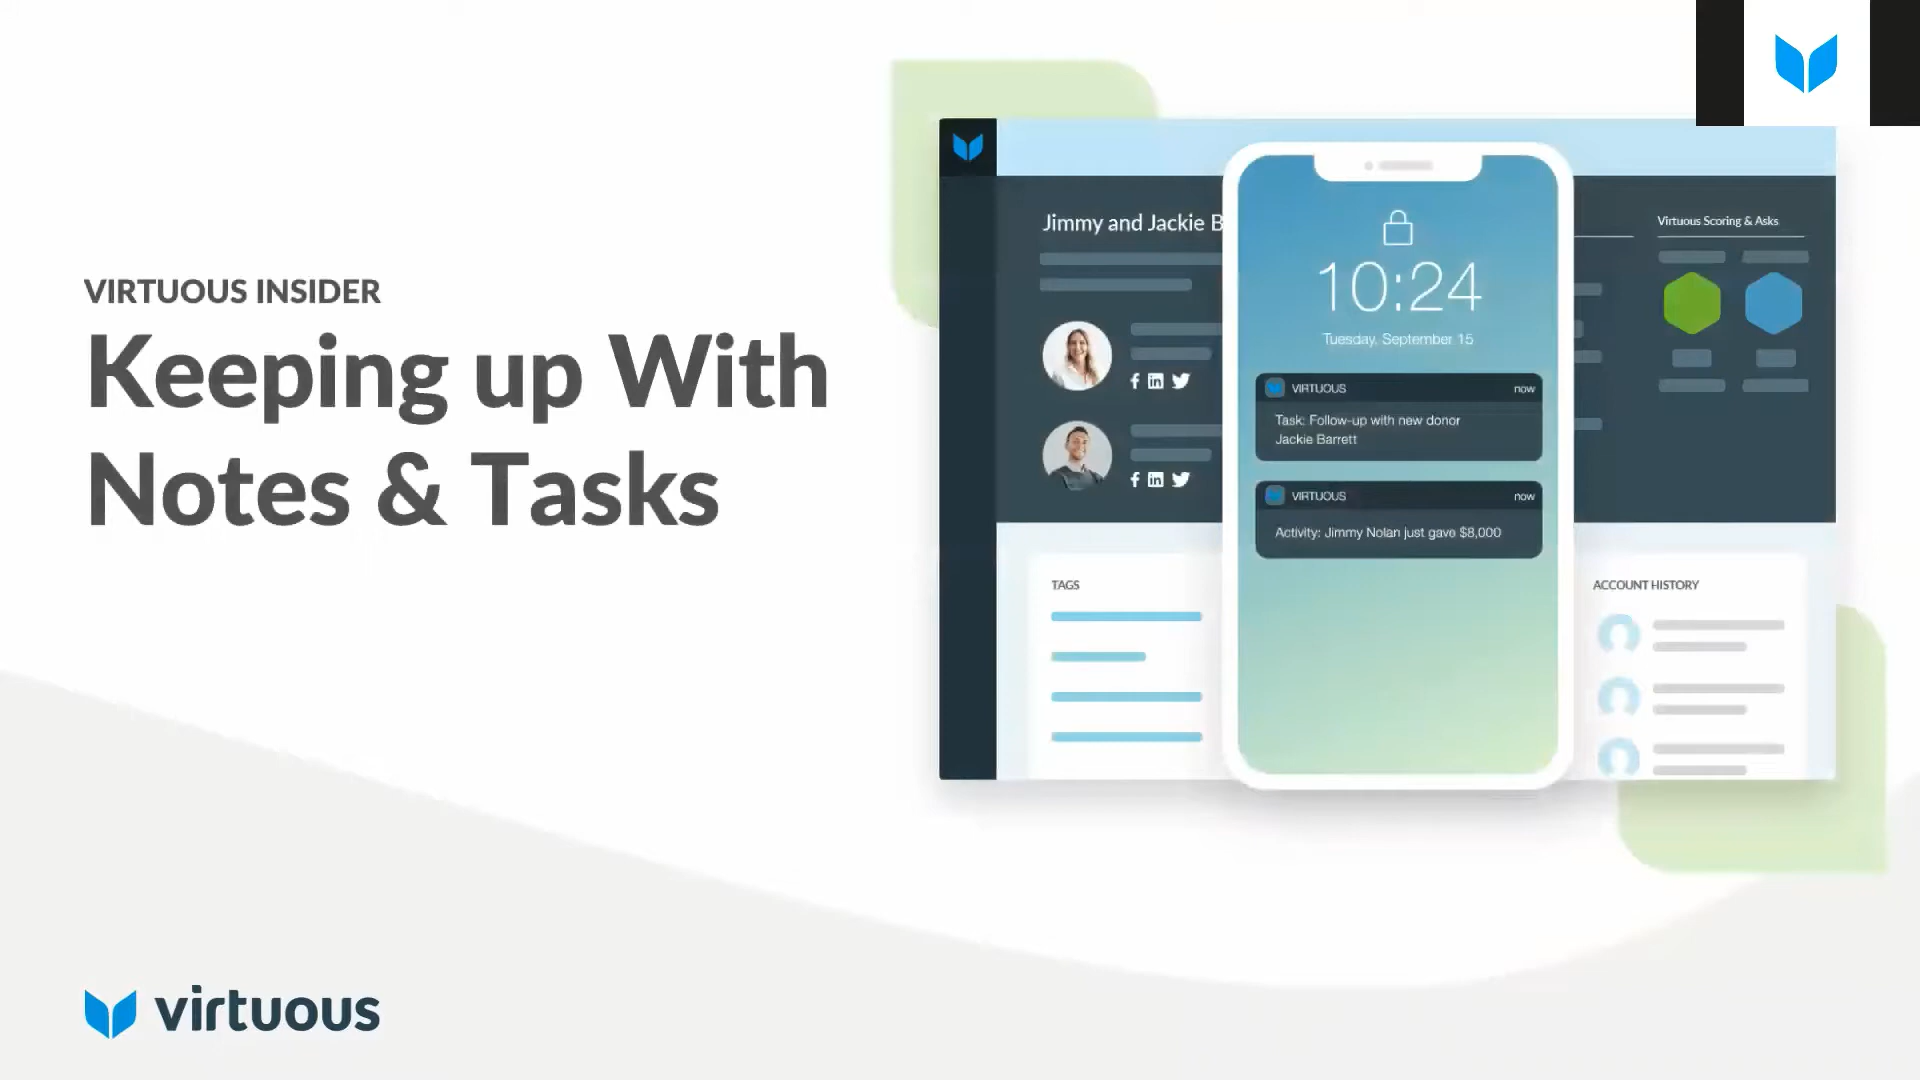 VIRTUOUS INSIDER
Keeping up With
Notes & Tasks
virtuous
Jimmy and Jackie B
TAGS
10:24
Tuesday, September 15
VIRTUOUS now
Task: Follow-up with new donor
Jackie Barrett
VIRTUOUS now
Activity: Jimmy Nolan just gave $8,000
Virtuous Scoring & Asks
ACCOUNT HISTORY